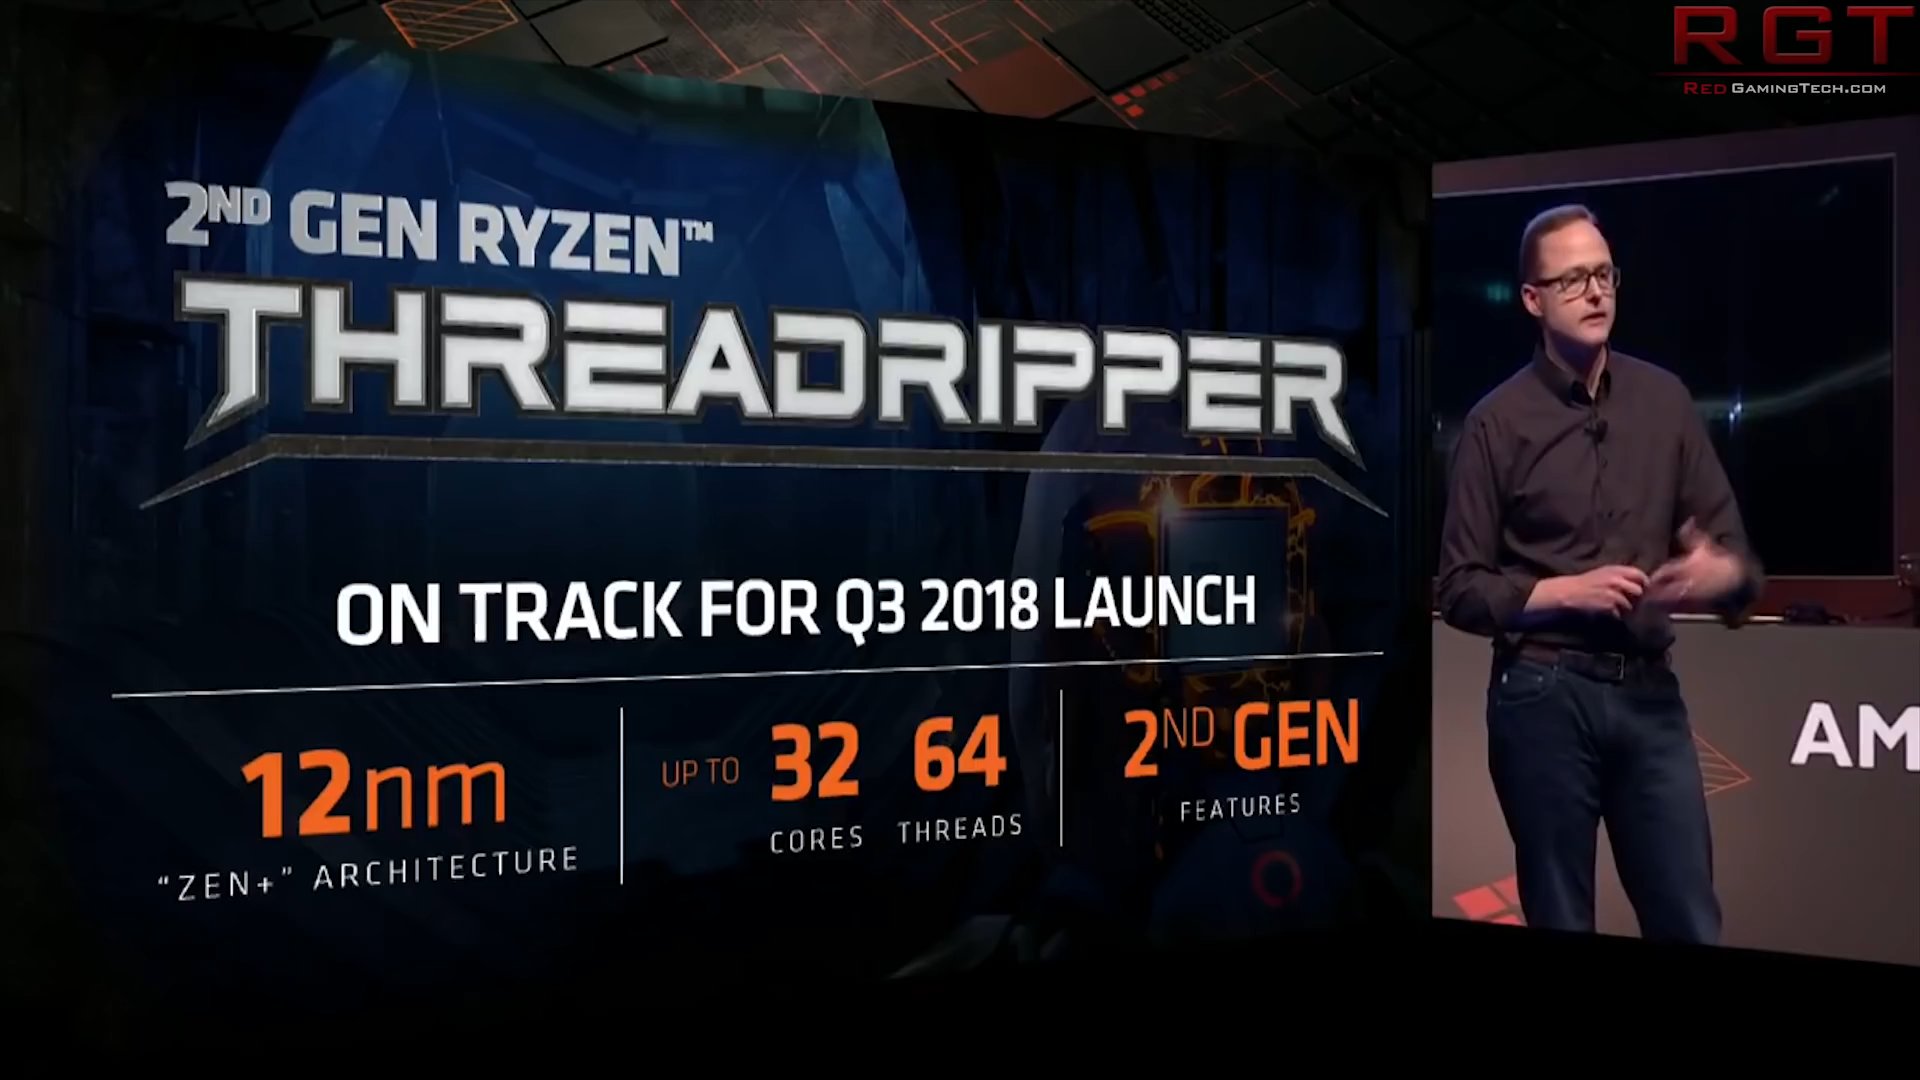 RGT
RED GAMINGTECH.COM
2ND GEN RYZEN™
THREADRIPPER
ON TRACK FOR Q3 2018 LAUNCH
12nm
"ZEN+" ARCHITECTURE
UP TO 32 64
CORES THREADS
2ND GEN
FEATURES
AM